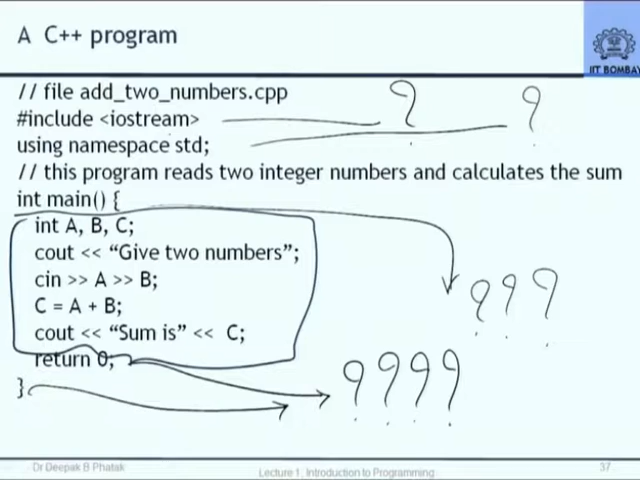 A C++ program
IIT BOMBAY
// file add_two_numbers.cpp
? ?
#include <iostream>
using namespace std;
// this program reads two integer numbers and calculates the sum
int main() {
int A, B, C;
cout << “Give two numbers”;
cin >> A >> B;
? ? ?
C = A + B;
cout << “Sum is” << C;
return 0;
? ? ? ?
}
Dr Deepak B Phatak
Lecture 1, Introduction to Programming
37